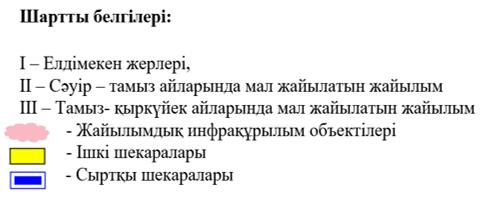 Шартты белгілері:
I – Елдімекен жерлері,
II – Сәуір – тамыз айларында мал жайылатын жайылым
III – Тамыз- қыркүйек айларында мал жайылатын жайылым
- Жайылымдық инфрақұрылым объектілері
- Ішкі шекаралары
- Сыртқы шекаралары